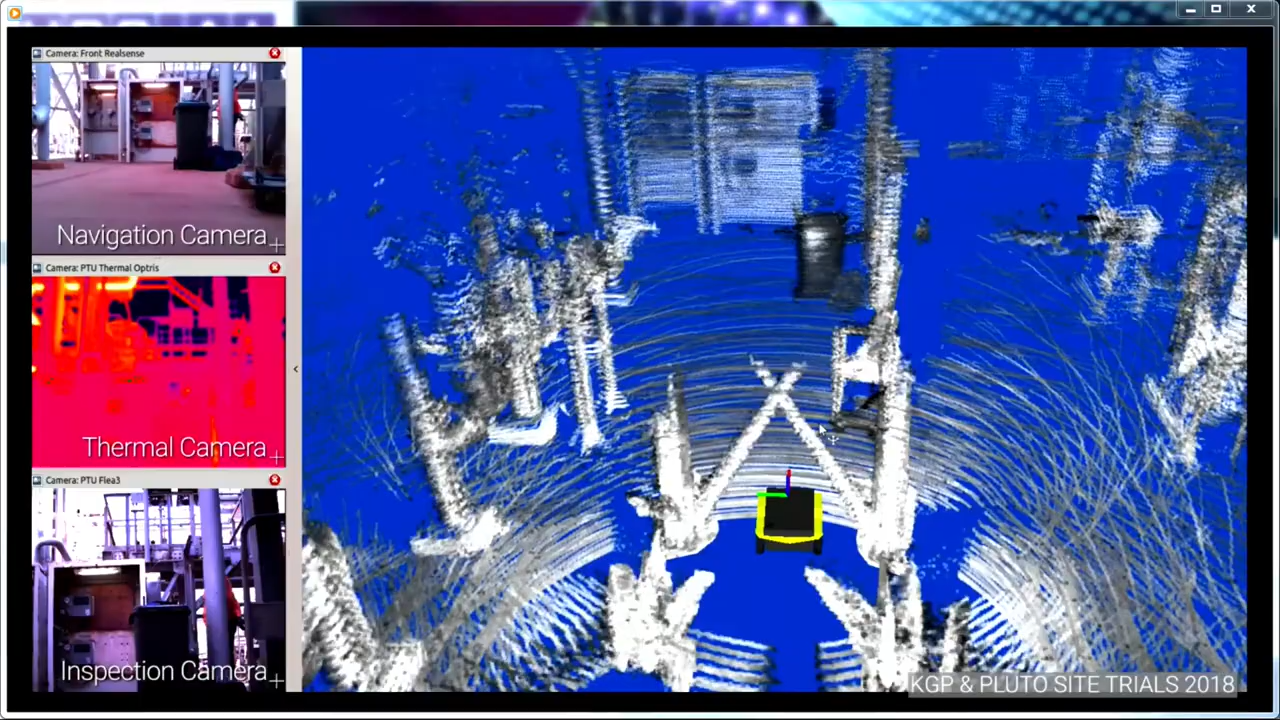 Camera: Front Realsense
Navigation Camera
Camera: PTU Thermal Optris
Thermal Camera
Camera: PTU Flea3
Inspection Camera
KGP & PLUTO SITE TRIALS 2018